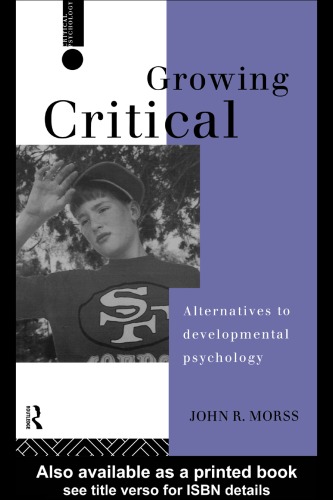 CRITICAL
PSYCHOLOGY
Growing
Critical
SF
Alternatives to
developmental
psychology
JOHN R. MORSS
ROUTLEDGE
Also available as a printed book
see title verso for ISBN details